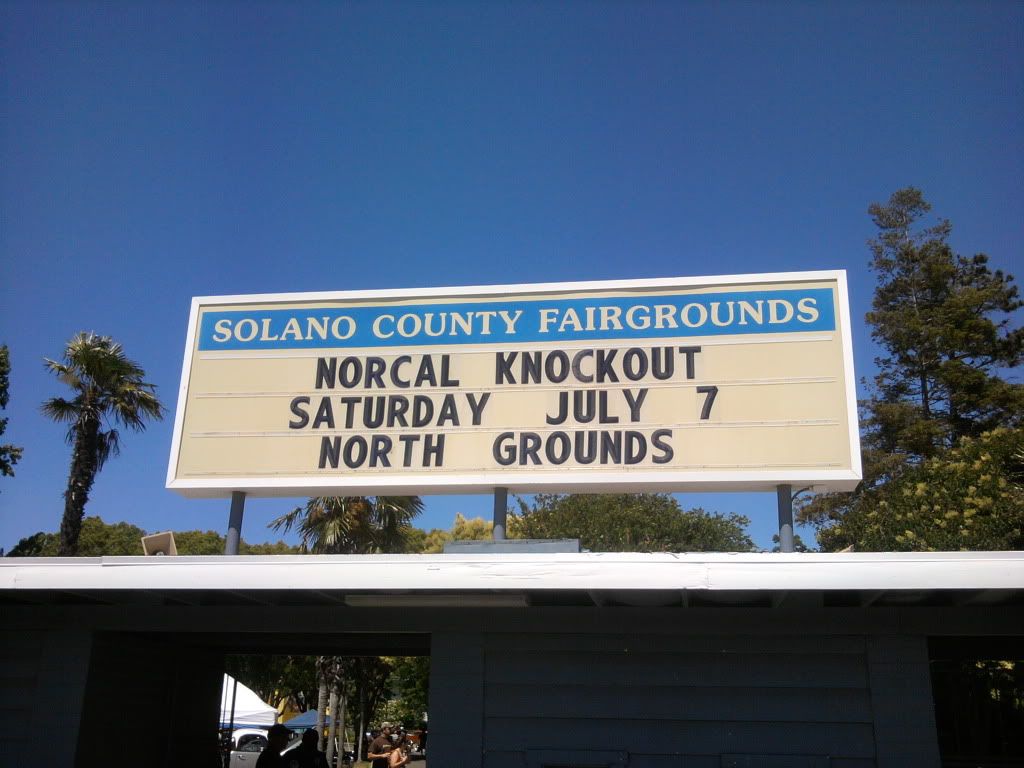 SOLANO COUNTY FAIRGROUNDS
NORCAL KNOCKOUT
SATURDAY JULY 7
NORTH GROUNDS